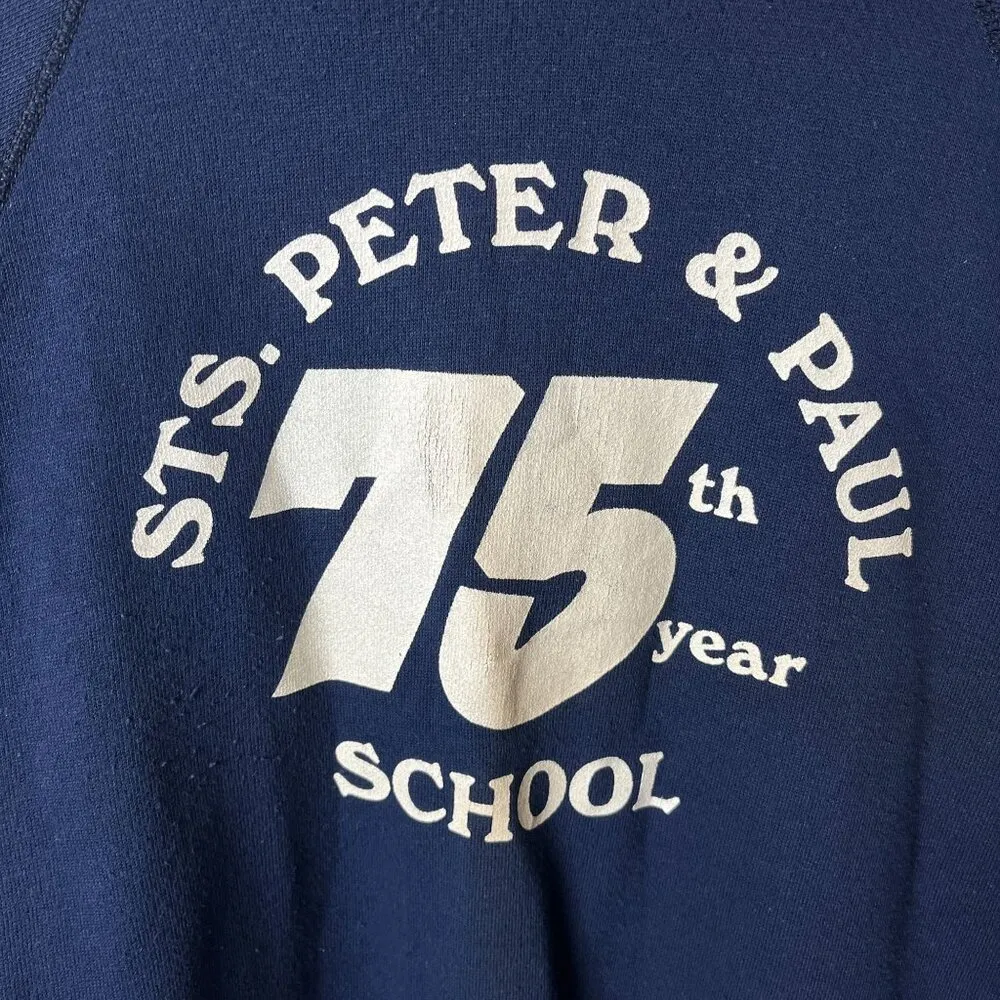 STS. PETER & PAUL
75th
year
SCHOOL